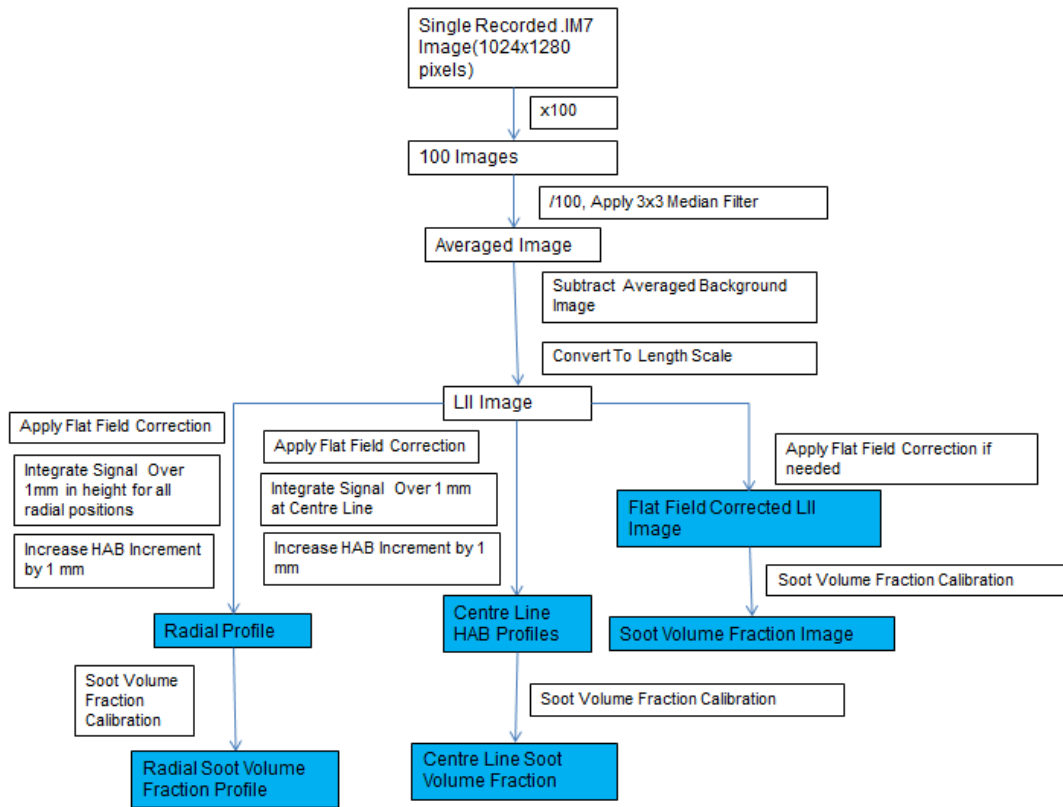 Single Recorded .IM7
Image(1024x1280
pixels)
x100
100 Images
/100, Apply 3x3 Median Filter
Averaged Image
Subtract Averaged Background
Image
Convert To Length Scale
LII Image
Apply Flat Field Correction
Integrate Signal Over
1mm in height for all
radial positions
Increase HAB Increment
by 1 mm
Radial Profile
Soot Volume
Fraction
Calibration
Radial Soot Volume
Fraction Profile
Apply Flat Field Correction
Integrate Signal Over 1 mm
at Centre Line
Increase HAB Increment by 1
mm
Centre Line
HAB Profiles
Soot Volume Fraction Calibration
Centre Line Soot
Volume Fraction
Apply Flat Field Correction if
needed
Flat Field Corrected LII
Image
Soot Volume Fraction Calibration
Soot Volume Fraction Image